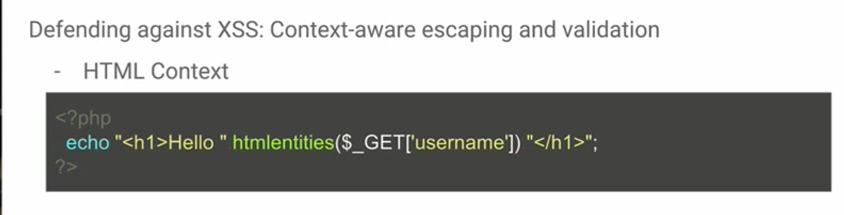 Defending against XSS: Context-aware escaping and validation
- HTML Context
<?php
echo "<h1>Hello " htmlentities($_GET['username']) "</h1>";
?>